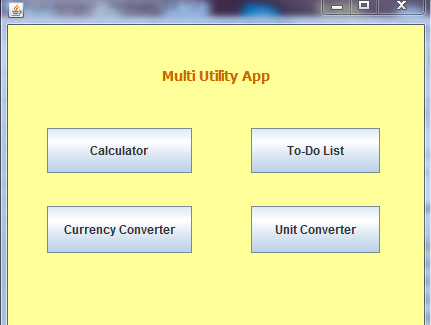 Multi Utility App
Calculator
To-Do List
Currency Converter
Unit Converter